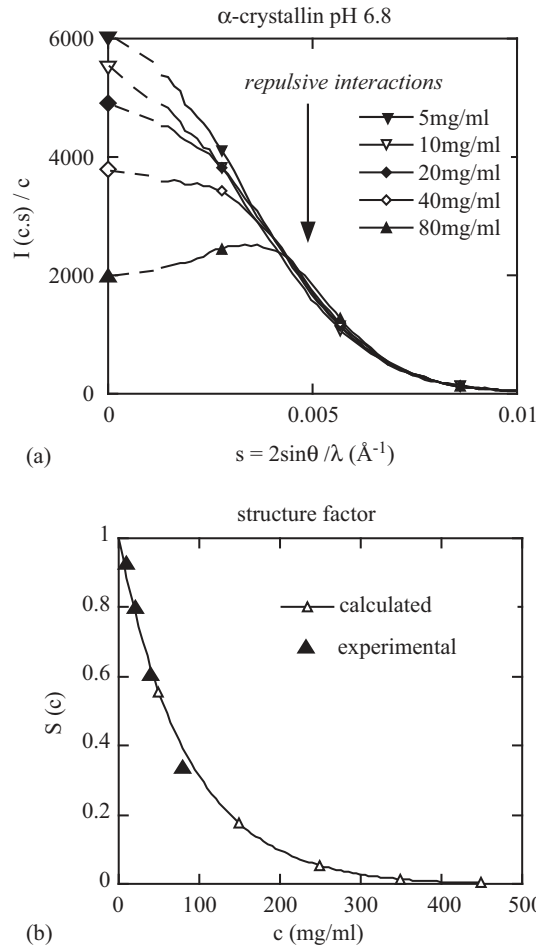 α-crystallin pH 6.8
6000
repulsive interactions
5mg/ml
10mg/ml
4000
20mg/ml
40mg/ml
80mg/ml
I (c.s) / c
2000
0
0
0.005
0.01
(a)
s = 2sinθ /λ (Å⁻¹)
structure factor
1
calculated
0.8
experimental
0.6
S (c)
0.4
0.2
0
0
100
200
300
400
500
(b)
c (mg/ml)